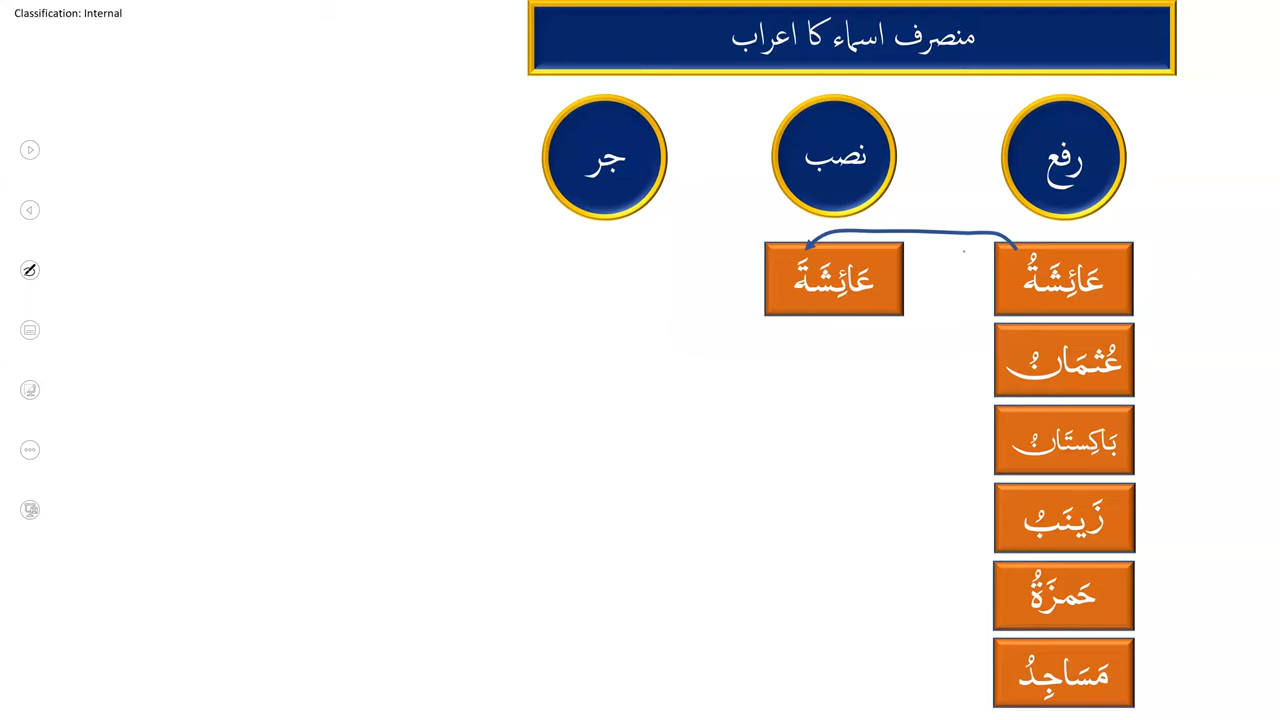 Classification: Internal
منصرف اسماء کا اعراب
رفع
نصب
جر
عَائِشَةُ
عَائِشَةَ
عُثمَانُ
بَاكِستَانُ
زَينَبُ
حَمزَةُ
مَسَاجِدُ